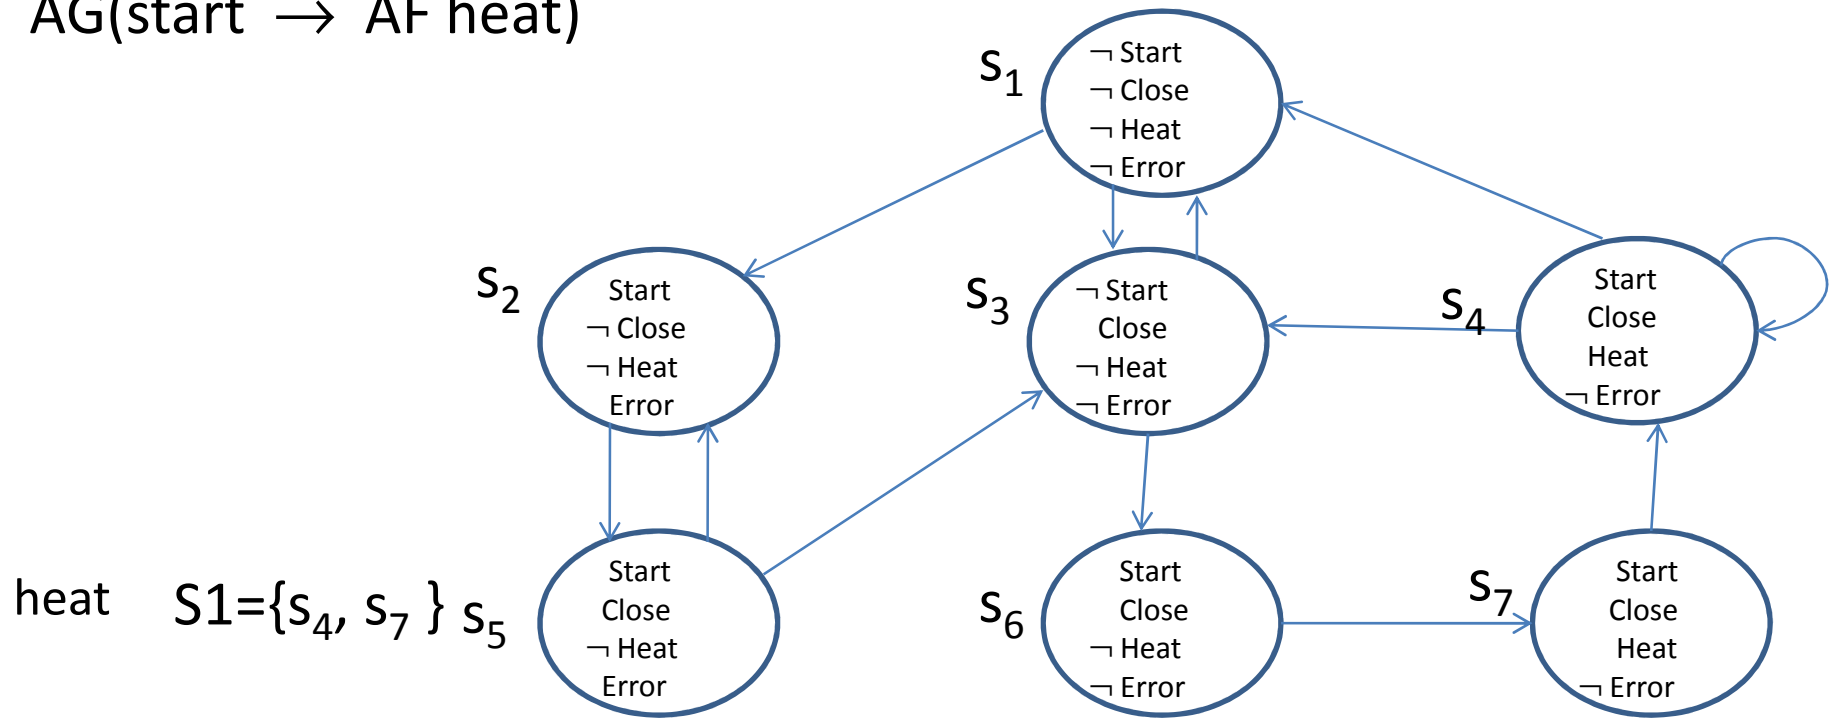 AG(start → AF heat)
s1
¬ Start
¬ Close
¬ Heat
¬ Error
s2
Start
¬ Close
¬ Heat
Error
s3
¬ Start
Close
¬ Heat
¬ Error
s4
Start
Close
Heat
¬ Error
heat S1={s4, s7 }
s5
Start
Close
¬ Heat
Error
s6
Start
Close
¬ Heat
¬ Error
s7
Start
Close
Heat
¬ Error